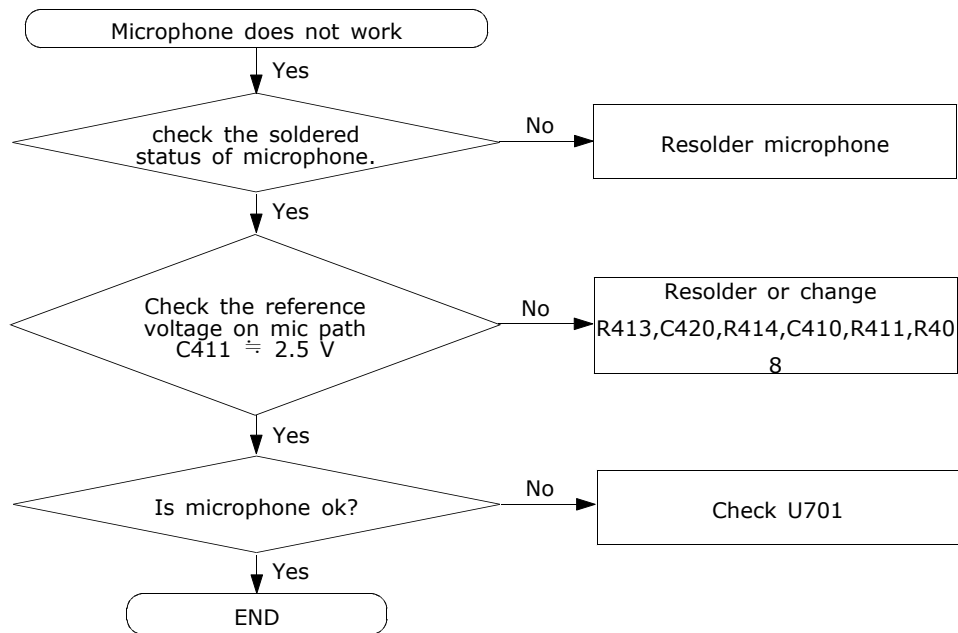 Microphone does not work
Yes
check the soldered
status of microphone.
No
Resolder microphone
Yes
Check the reference
voltage on mic path
C411 ≒ 2.5 V
No
Resolder or change
R413,C420,R414,C410,R411,R40
8
Yes
Is microphone ok?
No
Check U701
Yes
END